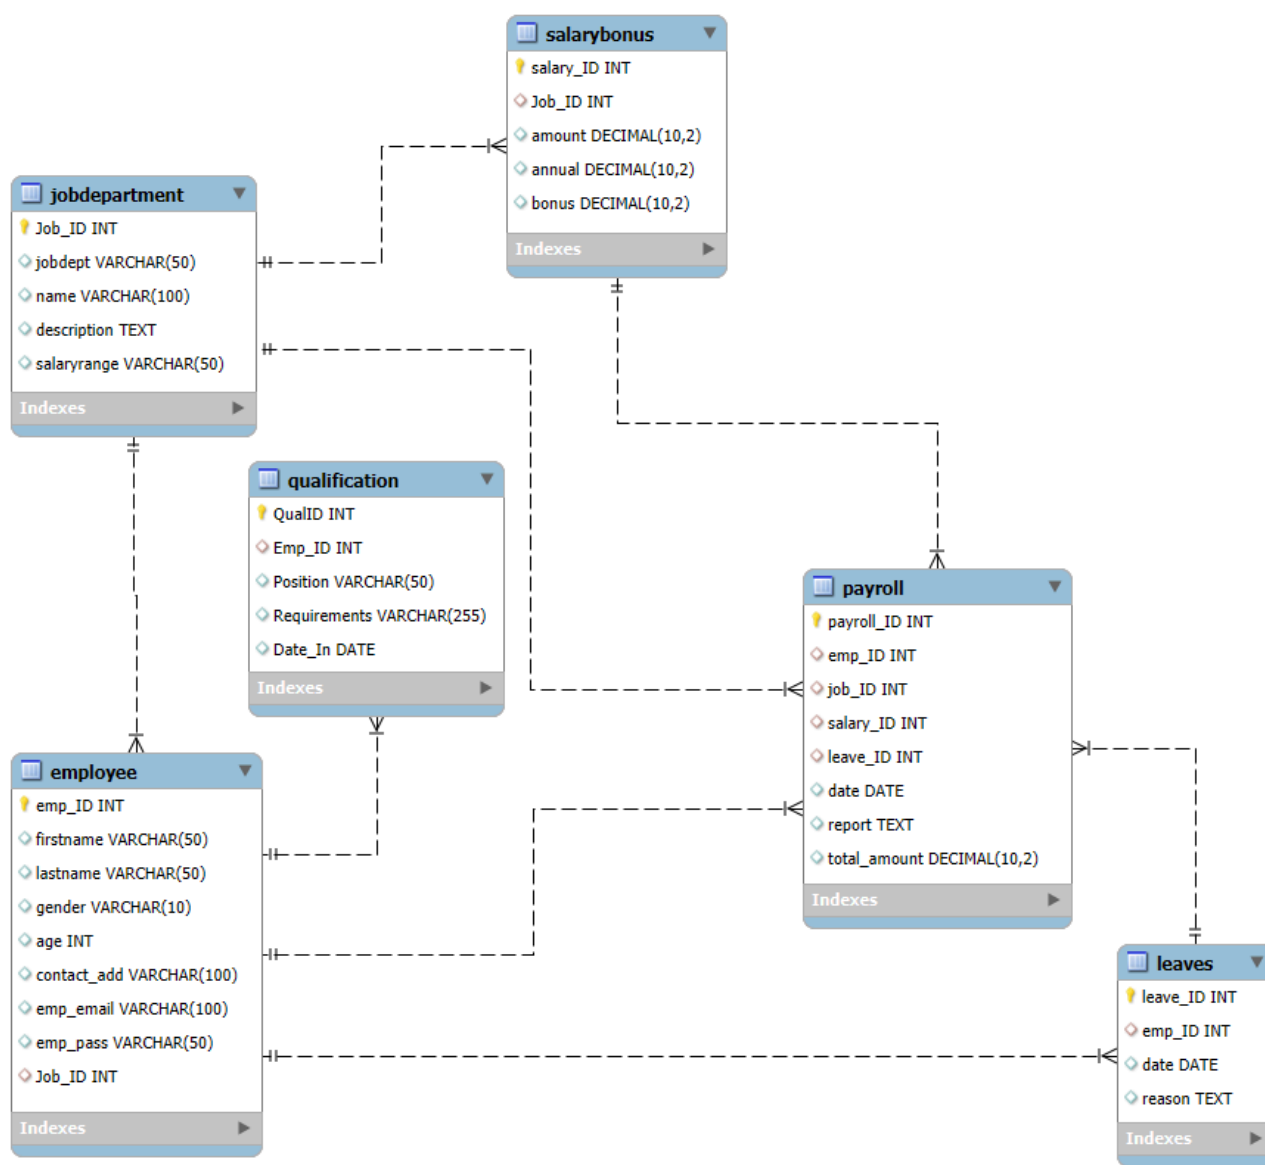 salarybonus
salary_ID INT
Job_ID INT
amount DECIMAL(10,2)
annual DECIMAL(10,2)
bonus DECIMAL(10,2)
Indexes
jobdepartment
Job_ID INT
jobdept VARCHAR(50)
name VARCHAR(100)
description TEXT
salaryrange VARCHAR(50)
Indexes
qualification
QualID INT
Emp_ID INT
Position VARCHAR(50)
Requirements VARCHAR(255)
Date_In DATE
Indexes
payroll
payroll_ID INT
emp_ID INT
job_ID INT
salary_ID INT
leave_ID INT
date DATE
report TEXT
total_amount DECIMAL(10,2)
Indexes
employee
emp_ID INT
firstname VARCHAR(50)
lastname VARCHAR(50)
gender VARCHAR(10)
age INT
contact_add VARCHAR(100)
emp_email VARCHAR(100)
emp_pass VARCHAR(50)
Job_ID INT
Indexes
leaves
leave_ID INT
emp_ID INT
date DATE
reason TEXT
Indexes